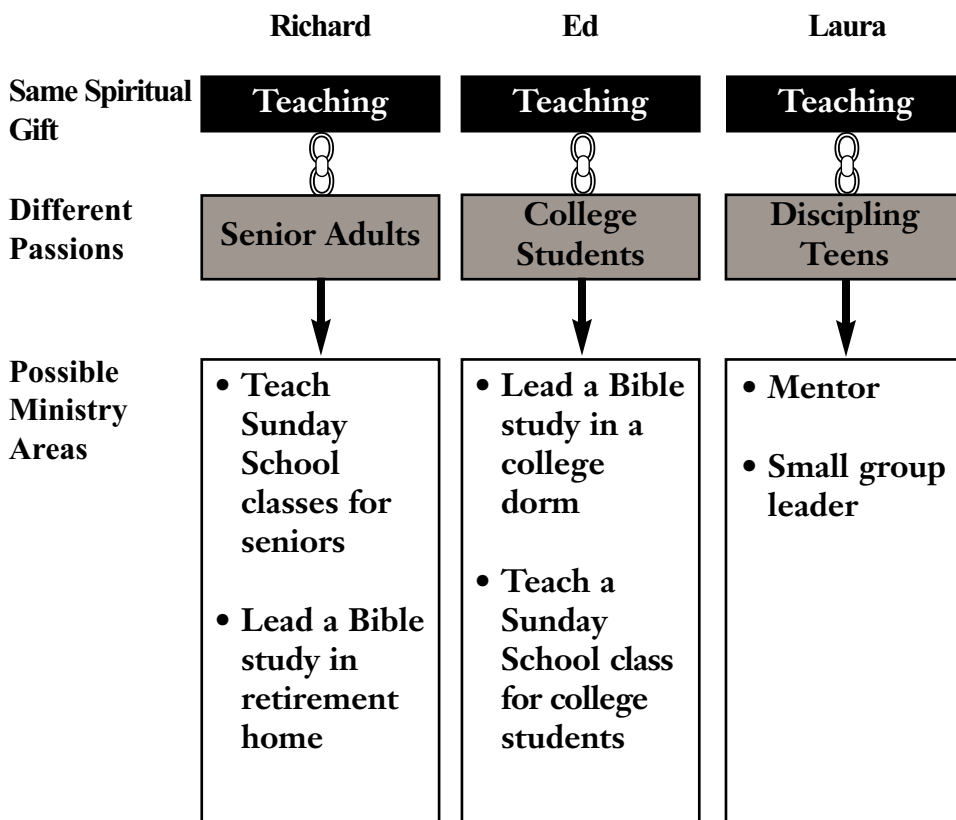 Richard
Ed
Laura
Same Spiritual
Gift
Teaching
Teaching
Teaching
Different
Passions
Senior Adults
College
Students
Discipling
Teens
Possible
Ministry
Areas
• Teach
Sunday
School
classes for
seniors
• Lead a Bible
study in
retirement
home
• Lead a Bible
study in a
college
dorm
• Teach a
Sunday
School class
for college
students
• Mentor
• Small group
leader